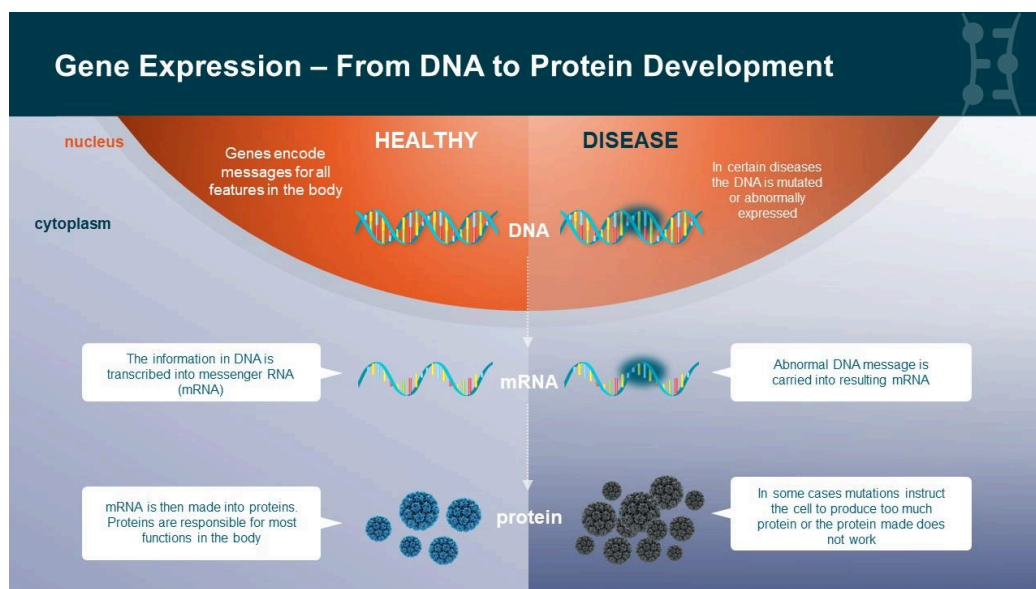 Gene Expression – From DNA to Protein Development
nucleus
HEALTHY
DISEASE
Genes encode
messages for all
features in the body
In certain diseases
the DNA is mutated
or abnormally
expressed
cytoplasm
DNA
The information in DNA is
transcribed into messenger RNA
(mRNA)
mRNA
Abnormal DNA message is
carried into resulting mRNA
mRNA is then made into proteins.
Proteins are responsible for most
functions in the body
protein
In some cases mutations instruct
the cell to produce too much
protein or the protein made does
not work